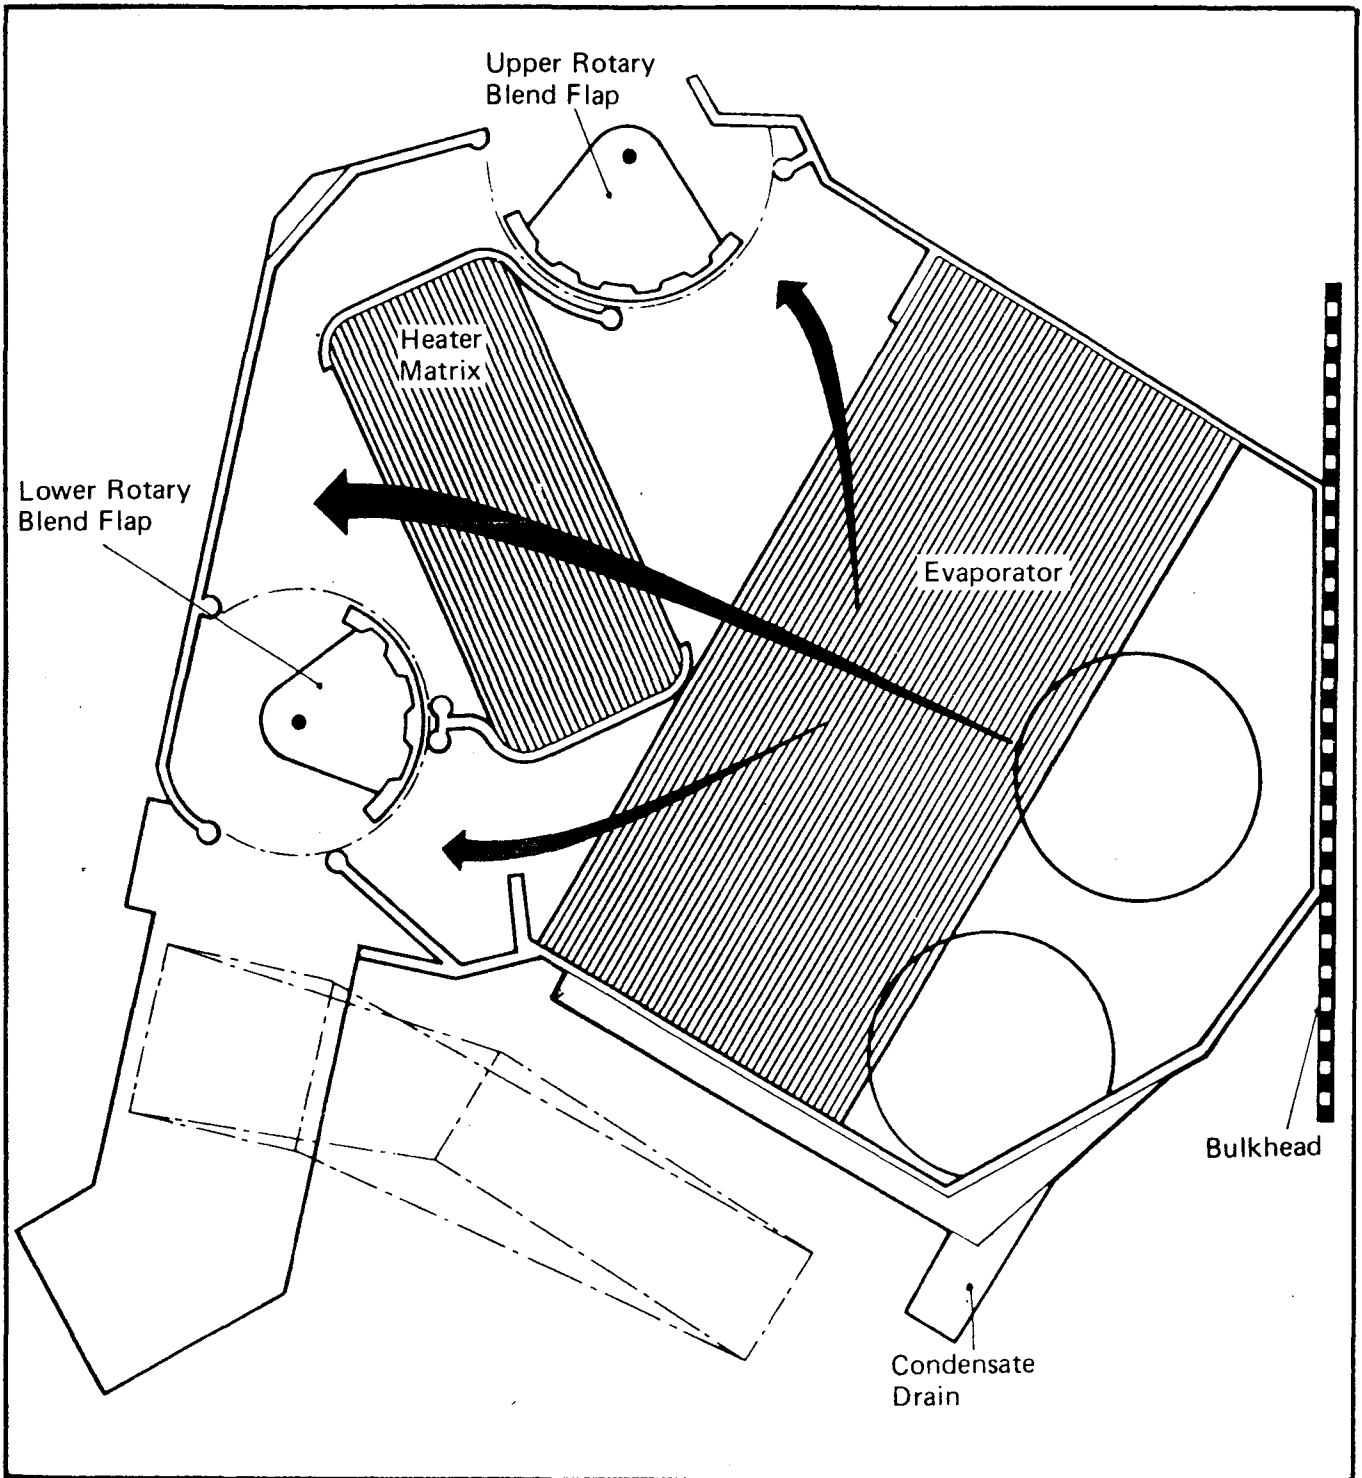 Upper Rotary
Blend Flap
Heater
Matrix
Lower Rotary
Blend Flap
Evaporator
Bulkhead
Condensate
Drain